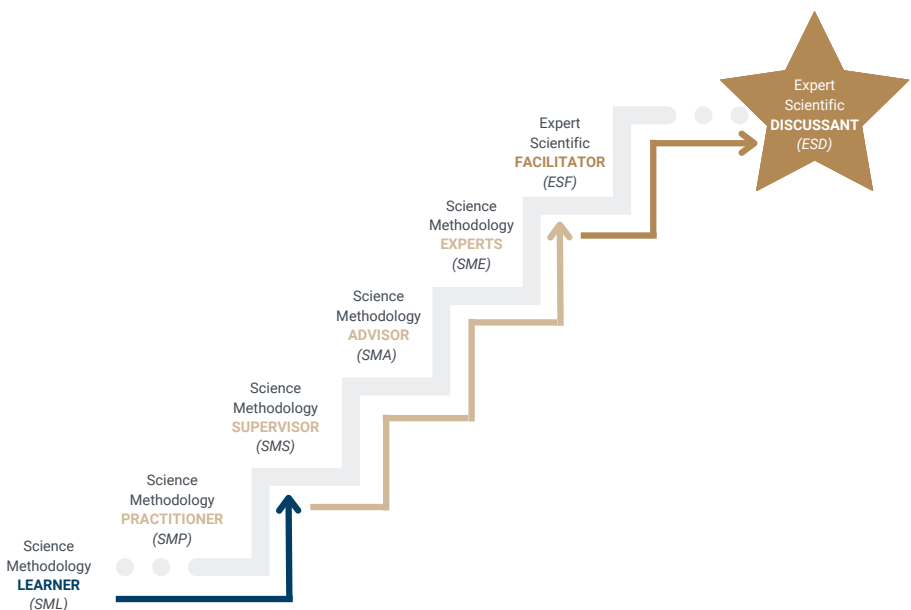 Expert
Scientific
DISCUSSANT
(ESD)
Expert
Scientific
FACILITATOR
(ESF)
Science
Methodology
EXPERTS
(SME)
Science
Methodology
ADVISOR
(SMA)
Science
Methodology
SUPERVISOR
(SMS)
Science
Methodology
PRACTITIONER
(SMP)
Science
Methodology
LEARNER
(SML)